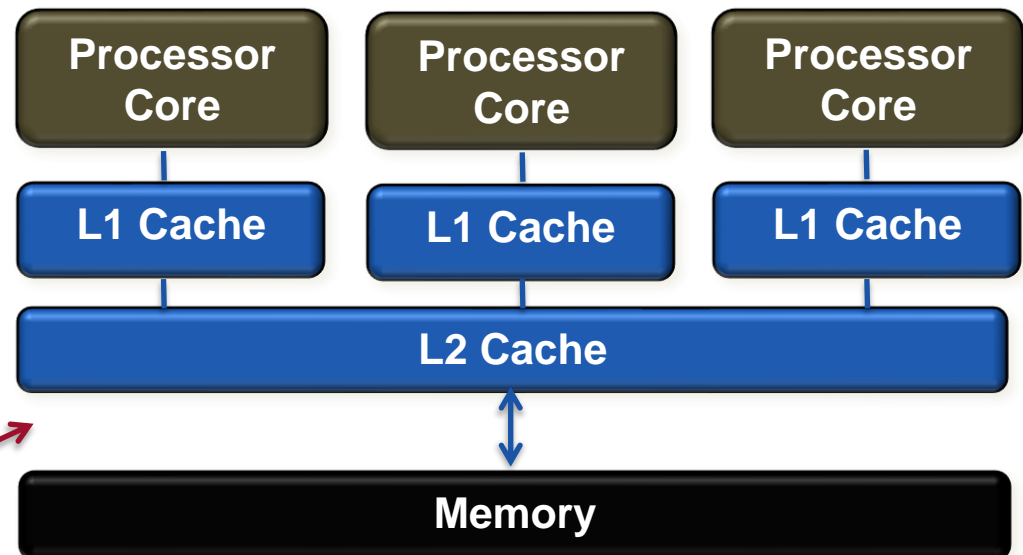 Processor
Core
Processor
Core
Processor
Core
L1 Cache
L1 Cache
L1 Cache
L2 Cache
Memory